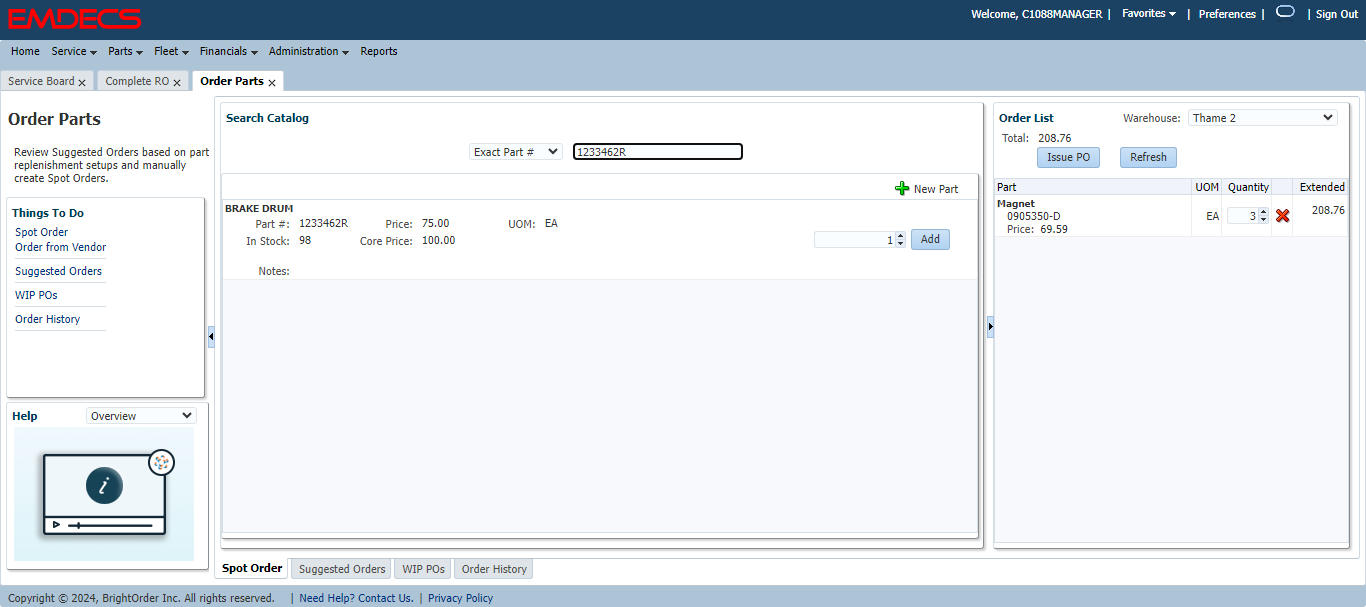 EMDECS
Welcome, C1088MANAGER | Favorites | Preferences | | Sign Out
Home Service Parts Fleet Financials Administration Reports
Service Board x Complete RO x Order Parts x
Order Parts
Review Suggested Orders based on part
replenishment setups and manually
create Spot Orders.
Things To Do
Spot Order
Order from Vendor
Suggested Orders
WIP POs
Order History
Help Overview
i
Search Catalog
Exact Part # 1233462R
New Part
BRAKE DRUM
Part #: 1233462R Price: 75.00 UOM: EA
In Stock: 98 Core Price: 100.00 1 Add
Notes:
Order List Warehouse: Thame 2
Total: 208.76
Issue PO Refresh
Part UOM Quantity Extended
Magnet
0905350-D EA 3 208.76
Price: 69.59
Spot Order Suggested Orders WIP POs Order History
Copyright © 2024, BrightOrder Inc. All rights reserved. | Need Help? Contact Us. | Privacy Policy